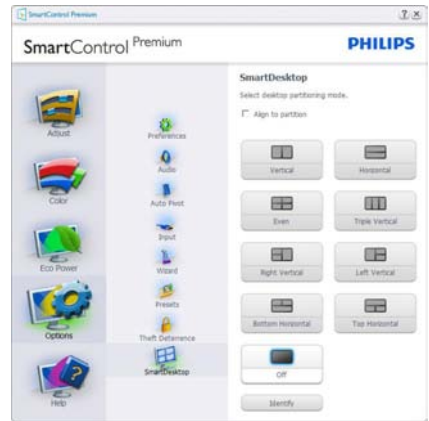 SmartControl Premium
SmartControl Premium
PHILIPS
Adjust
Color
Eco Power
Options
Help
Preferences
Audio
Auto Pivot
Input
Wizard
Presets
Theft Deterrence
SmartDesktop
SmartDesktop
Select desktop partitioning mode.
Align to partition
Vertical
Horizontal
Even
Triple Vertical
Right Vertical
Left Vertical
Bottom Horizontal
Top Horizontal
Off
Identify